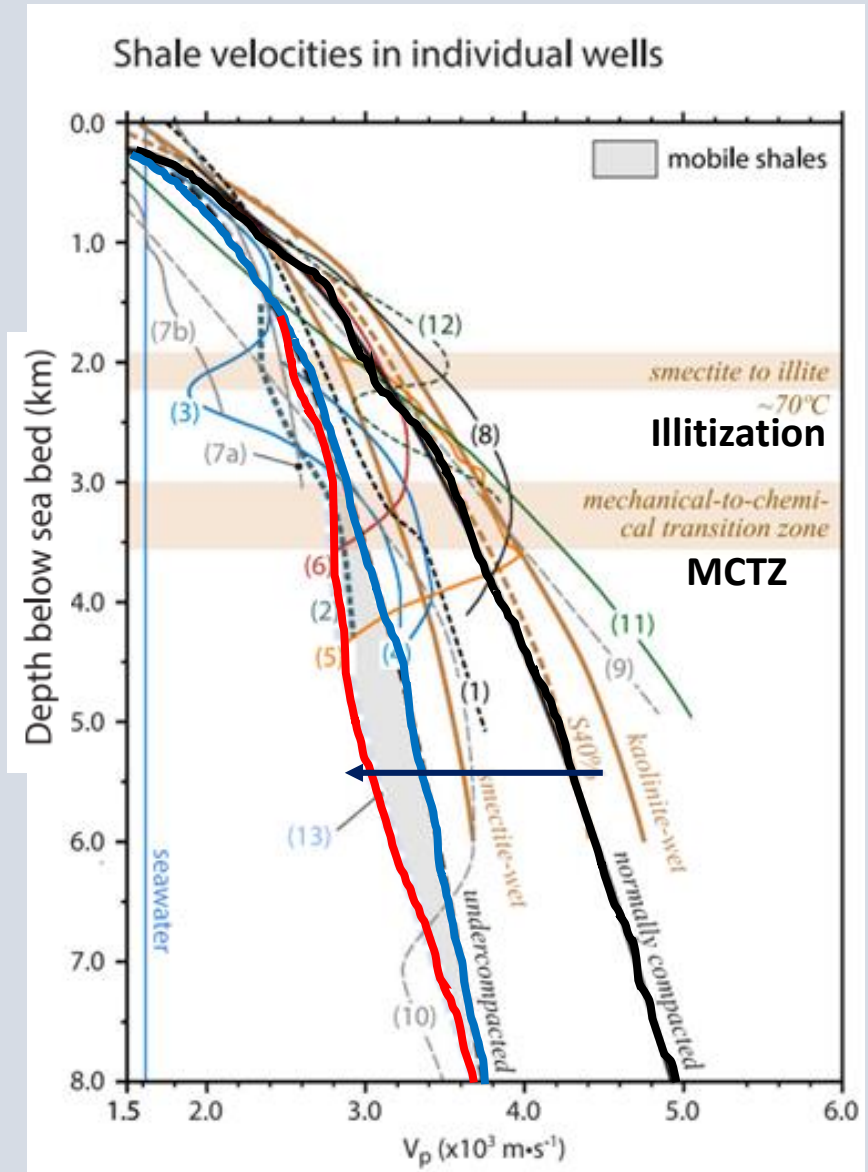 Shale velocities in individual wells
0.0
mobile shales
1.0
(12)
(7b)
2.0
smectite to illite
~70°C
(3)
(8)
Illitization
(7a)
3.0
mechanical-to-chemi-
cal transition zone
(6)
MCTZ
4.0
(2)
(11)
(5)
(4)
(9)
(1)
5.0
S40%
kaolinite-wet
smectite-wet
(13)
6.0
seawater
undercompacted
normally compacted
7.0
(10)
8.0
1.5 2.0 3.0 4.0 5.0 6.0
Vp (x10³ m•s⁻¹)
Depth below sea bed (km)